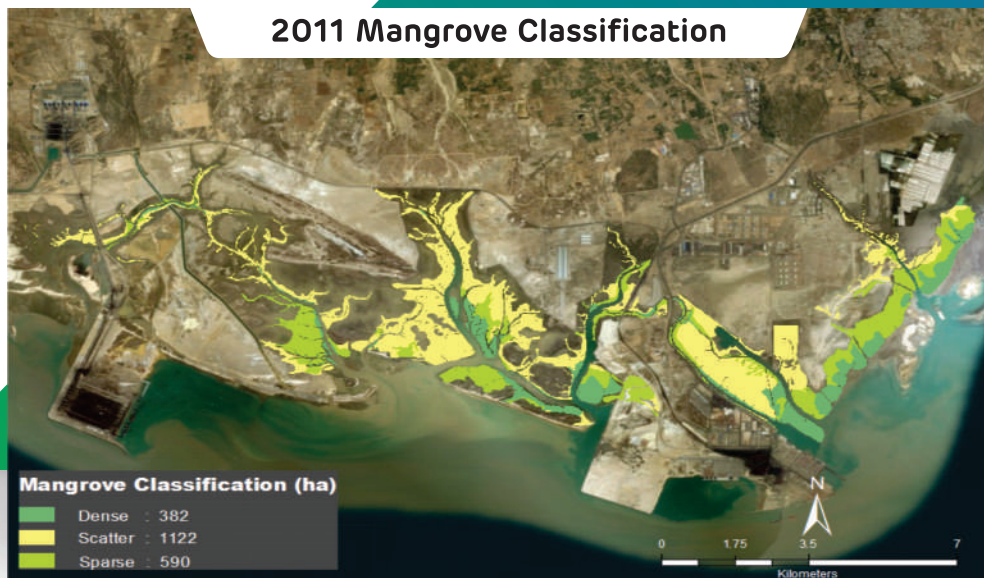 2011 Mangrove Classification
Mangrove Classification (ha)
Dense : 382
Scatter : 1122
Sparse : 590
N
0 1.75 3.5 7
Kilometers